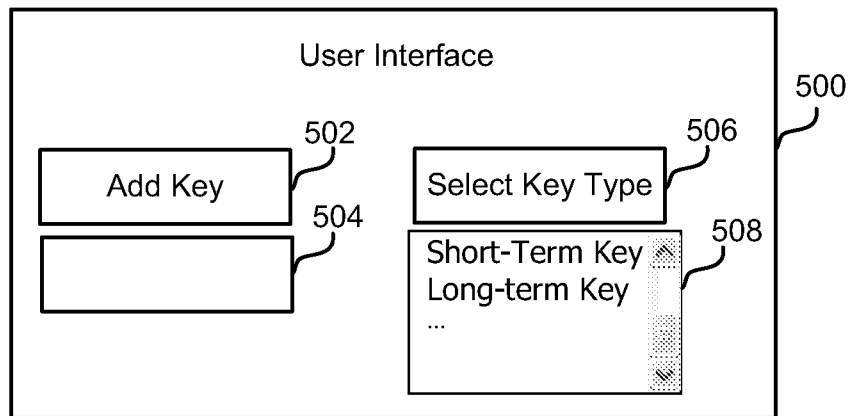 User Interface
500
502
506
Add Key
Select Key Type
504
508
Short-Term Key
Long-term Key
...